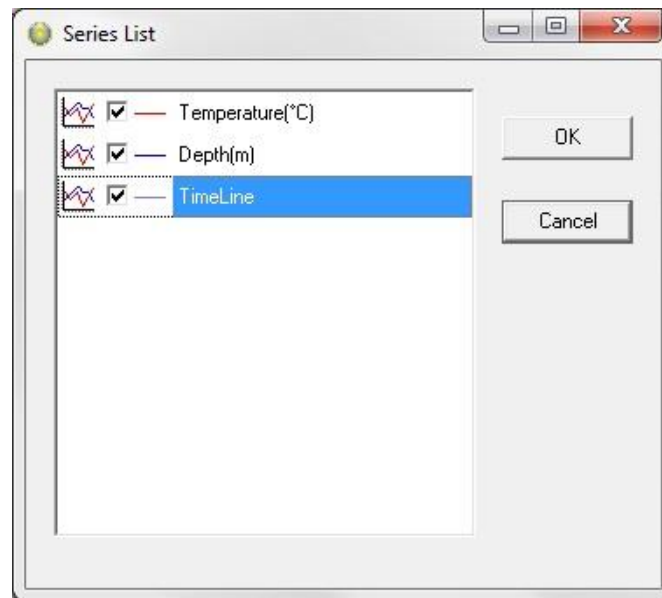 Series List
Temperature(°C)
OK
Depth(m)
TimeLine
Cancel